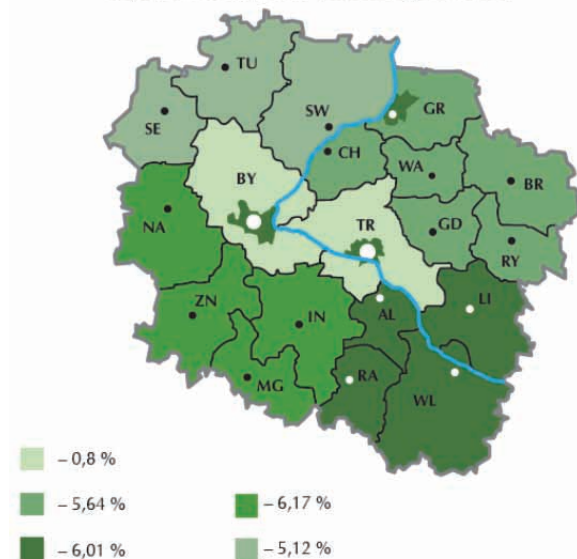 TU
SW
GR
SE
CH
WA
BR
BY
NA
TR
GD
RY
ZN
IN
AL
LI
MG
RA
WL
– 0,8 %
– 5,64 %
– 6,17 %
– 6,01 %
– 5,12 %